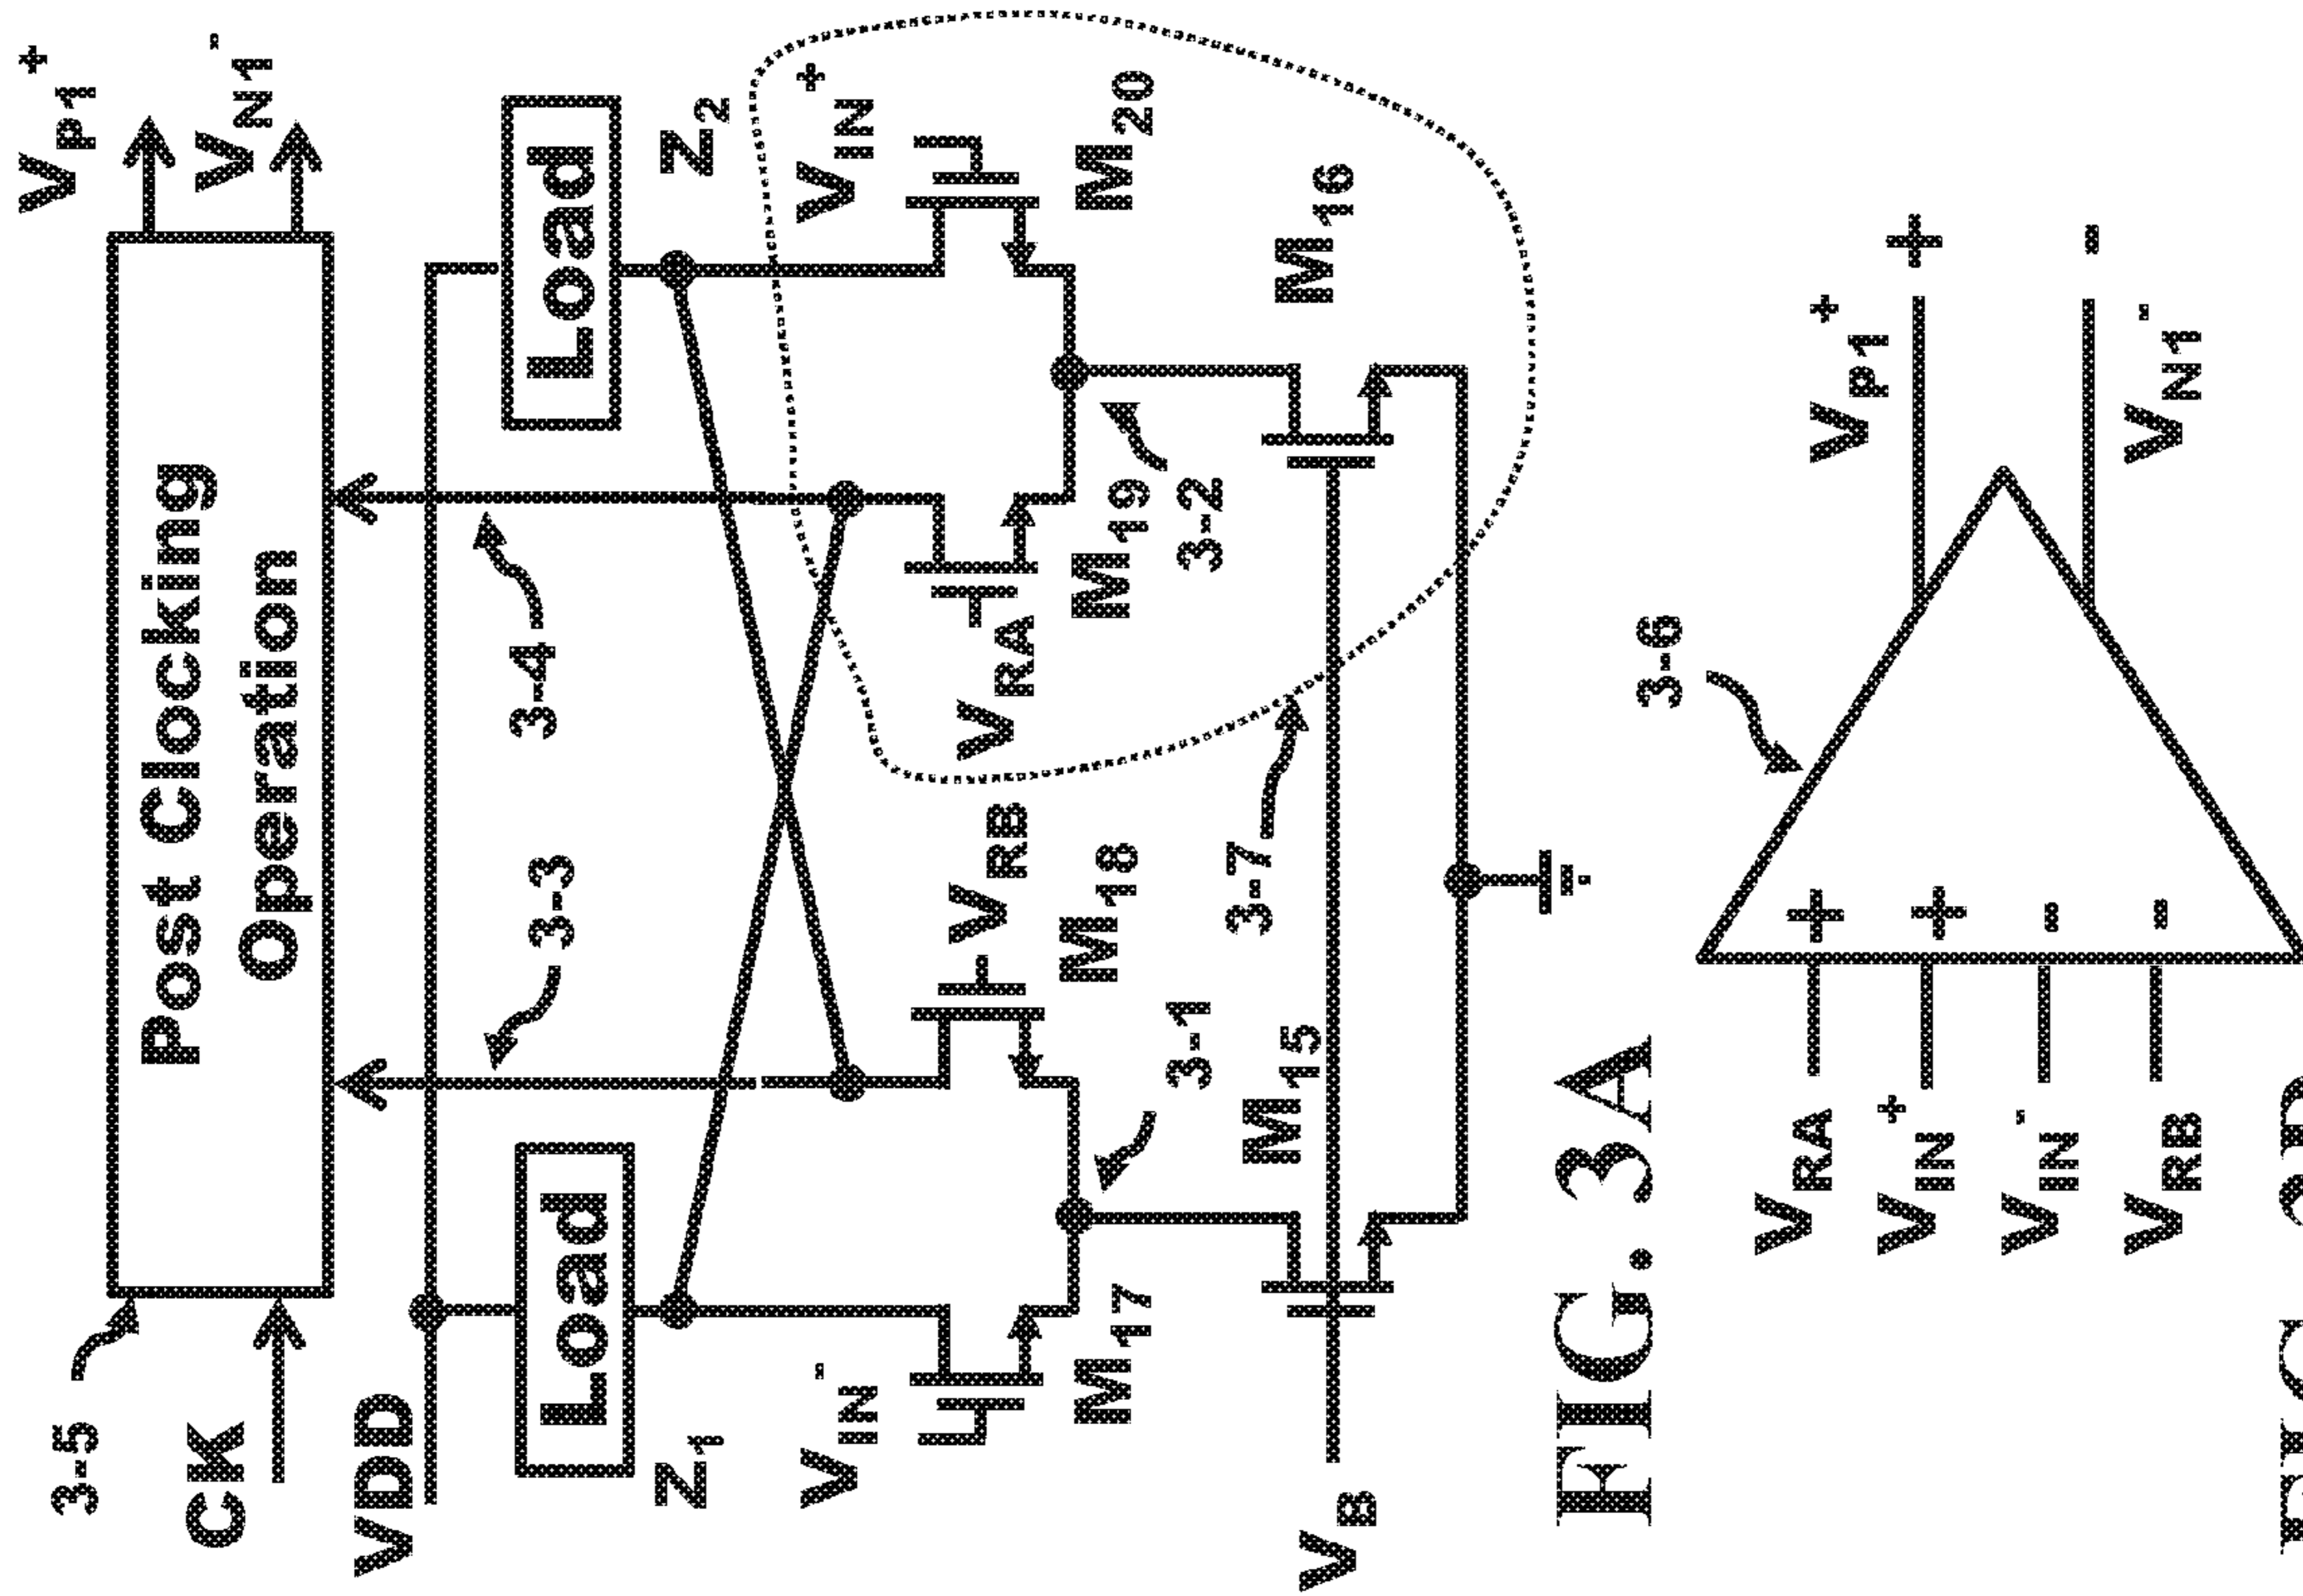 3-5
V_P1^+
CK
Post Clocking
Operation
V_N1^-
VDD
3-3
3-4
Load
Load
Z_1
Z_2
V_IN^-
V_IN^+
V_RB
V_RA
M_17
M_18
M_19
M_20
3-1
3-2
M_15
3-7
M_16
V_B
FIG. 3A
3-6
V_RA
+
V_P1^+
+
V_IN^+
+
V_IN^-
-
-
V_RB
-
V_N1^-